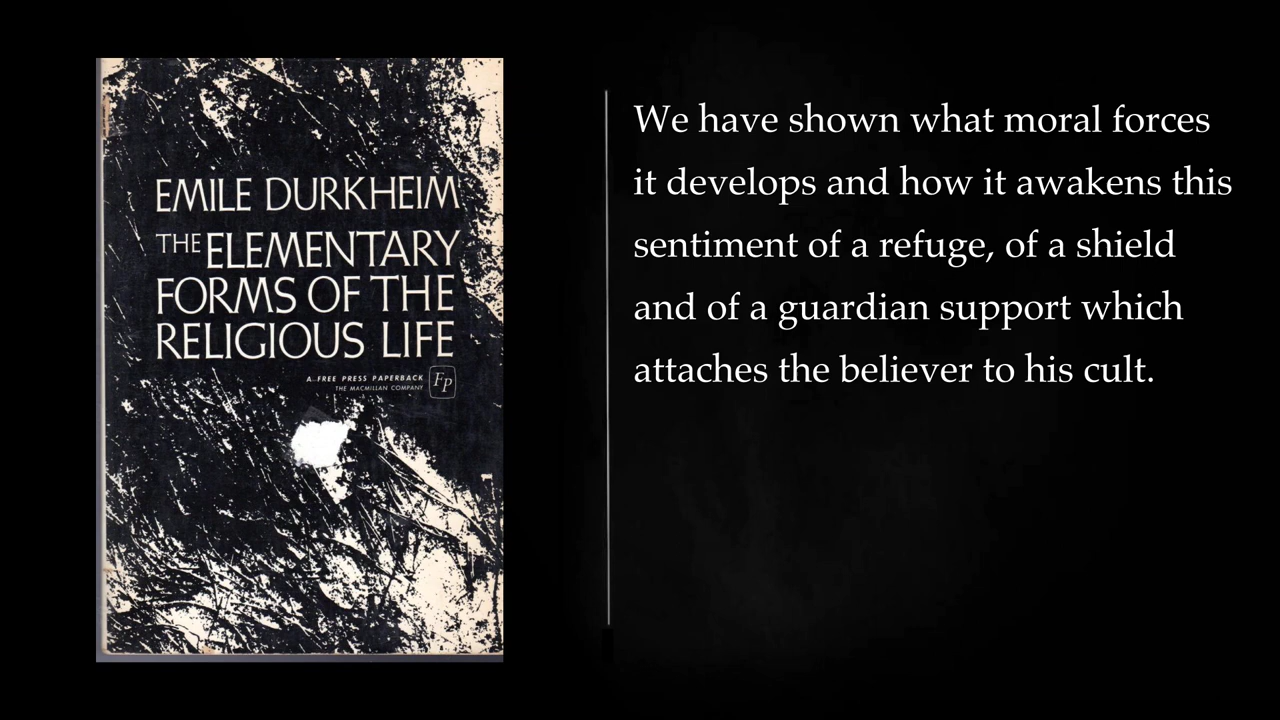 EMILE DURKHEIM
THE ELEMENTARY
FORMS OF THE
RELIGIOUS LIFE
A FREE PRESS PAPERBACK
THE MACMILLAN COMPANY
Fp
We have shown what moral forces
it develops and how it awakens this
sentiment of a refuge, of a shield
and of a guardian support which
attaches the believer to his cult.